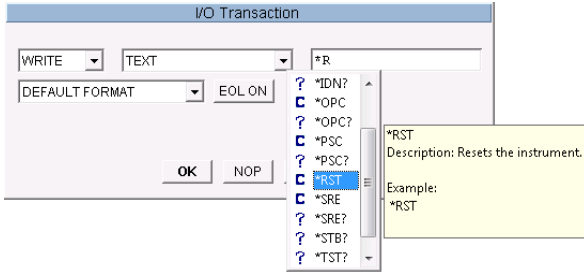 I/O Transaction
WRITE TEXT *R
DEFAULT FORMAT EOL ON
? *IDN?
C *OPC
? *OPC?
C *PSC
? *PSC?
C *RST
C *SRE
? *SRE?
? *STB?
? *TST?
*RST
Description: Resets the instrument.
Example:
*RST
OK NOP